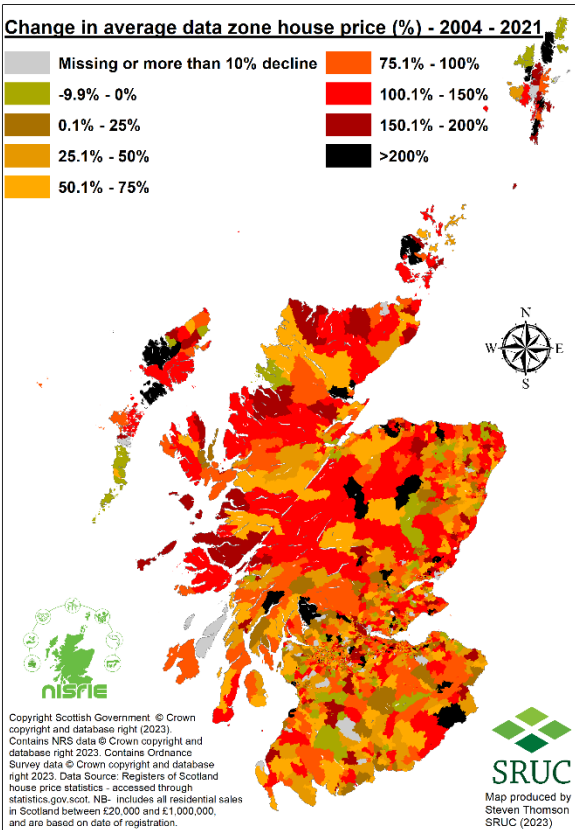 Change in average data zone house price (%) - 2004 - 2021
Missing or more than 10% decline
-9.9% - 0%
0.1% - 25%
25.1% - 50%
50.1% - 75%
75.1% - 100%
100.1% - 150%
150.1% - 200%
>200%
N
W E
S
NISRIE
Copyright Scottish Government © Crown
copyright and database right (2023).
Contains NRS data © Crown copyright and
database right 2023. Contains Ordnance
Survey data © Crown copyright and database
right 2023. Data Source: Registers of Scotland
house price statistics - accessed through
statistics.gov.scot. NB- includes all residential sales
in Scotland between £20,000 and £1,000,000,
and are based on date of registration.
SRUC
Map produced by
Steven Thomson
SRUC (2023)